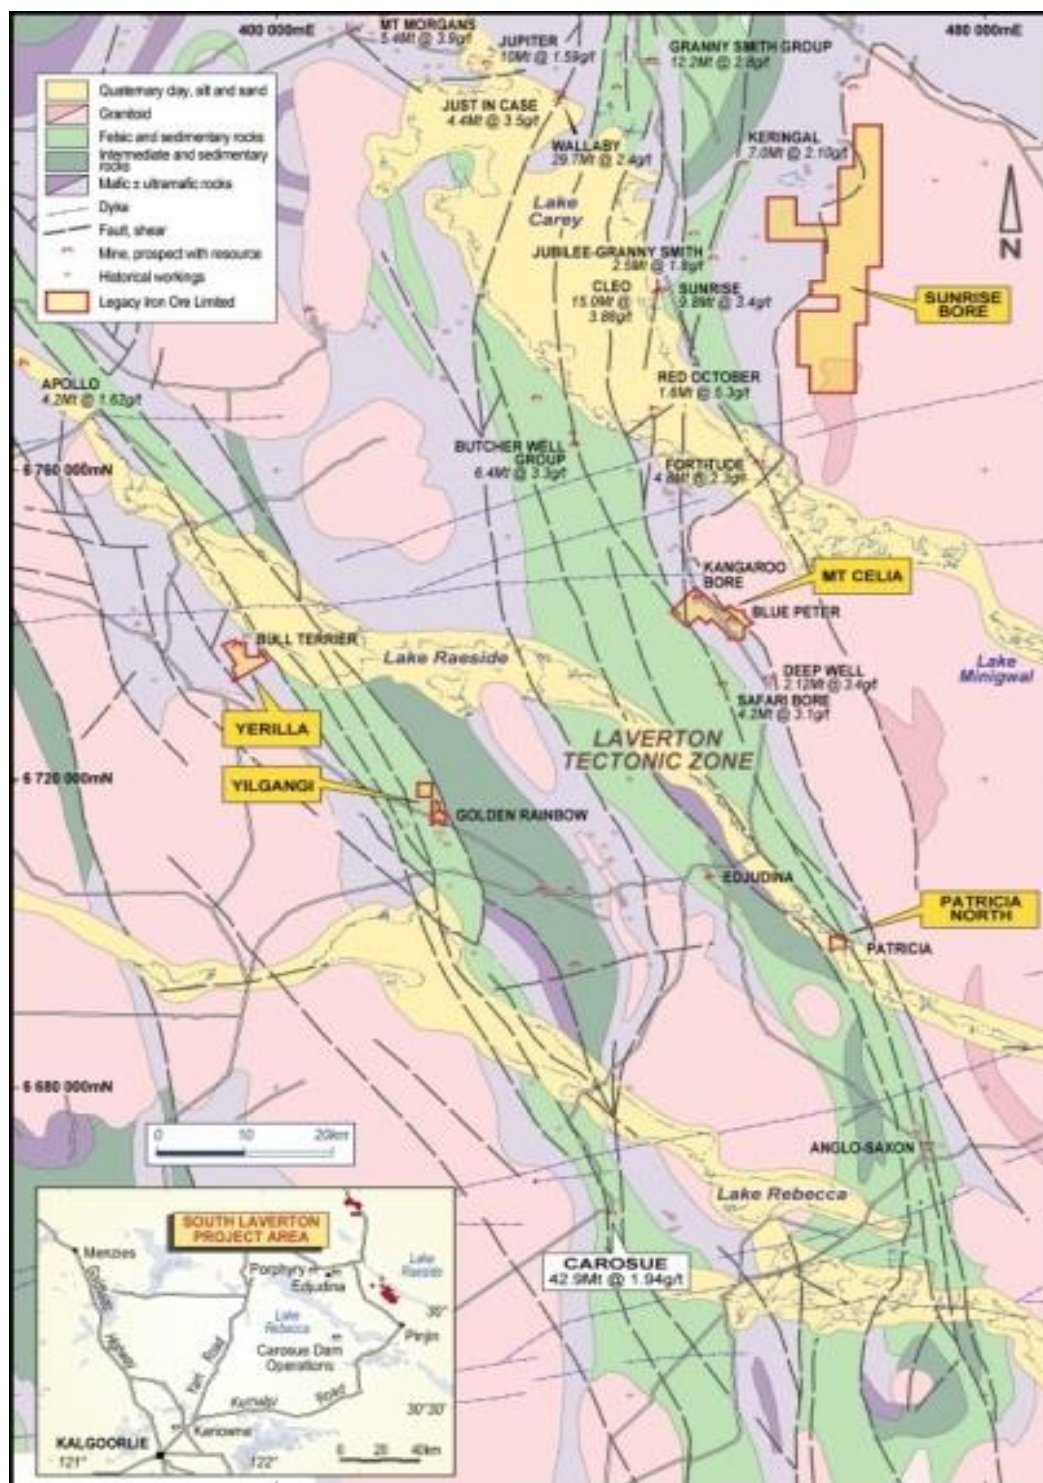 400 000mE
480 000mE
MT MORGANS
5.4Mt @ 3.9g/t
JUPITER
10Mt @ 1.59g/t
GRANNY SMITH GROUP
12.2Mt @ 2.8g/t
Quaternary clay, silt and sand
Granitoid
Felsic and sedimentary rocks
Intermediate and sedimentary
rocks
Mafic ± ultramafic rocks
Dyke
Fault, shear
Mine, prospect with resource
Historical workings
Legacy Iron Ore Limited
JUST IN CASE
4.4Mt @ 3.5g/t
WALLABY
29.7Mt @ 2.4g/t
KERINGAL
7.0Mt @ 2.10g/t
Lake
Carey
N
JUBILEE-GRANNY SMITH
2.5Mt @ 1.8g/t
CLEO
15.0Mt @
3.88g/t
SUNRISE
9.8Mt @ 3.4g/t
SUNRISE
BORE
APOLLO
4.2Mt @ 1.62g/t
RED OCTOBER
1.6Mt @ 5.3g/t
BUTCHER WELL
GROUP
6.4Mt @ 3.3g/t
6 760 000mN
FORTITUDE
4.8Mt @ 2.3g/t
KANGAROO
BORE
MT CELIA
BLUE PETER
BULL TERRIER
Lake Raeside
Lake
Minigwal
DEEP WELL
2.12Mt @ 3.4g/t
SAFARI BORE
4.2Mt @ 3.1g/t
YERILLA
LAVERTON
TECTONIC ZONE
6 720 000mN
YILGANGI
GOLDEN RAINBOW
EDJUDINA
PATRICIA
NORTH
PATRICIA
6 680 000mN
0 10 20km
ANGLO-SAXON
Lake Rebecca
CAROSUE
42.9Mt @ 1.94g/t
SOUTH LAVERTON
PROJECT AREA
Menzies
Goldfields
Highway
Porphyry
Edjudina
Lake
Raeside
Lake
Rebecca
30°
Pinjin
Carosue Dam
Operations
Yarri Road
Kurnalpi Road
30°30'
Kanowna
KALGOORLIE
121°
122°
0 20 40km